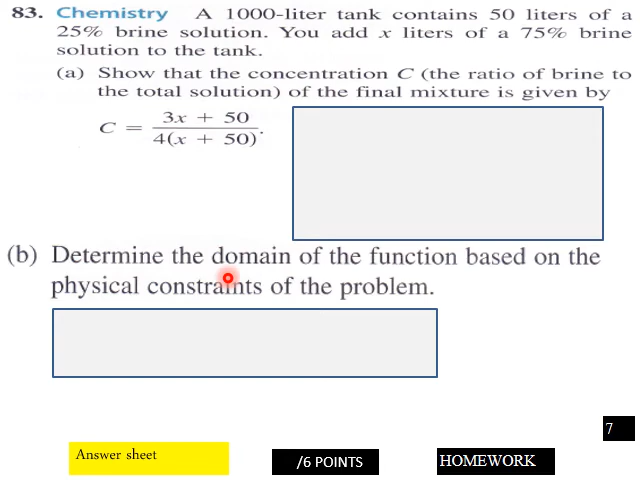 83. Chemistry A 1000-liter tank contains 50 liters of a
25% brine solution. You add x liters of a 75% brine
solution to the tank.
(a) Show that the concentration C (the ratio of brine to
the total solution) of the final mixture is given by
C = 3x + 50 / 4(x + 50).
(b) Determine the domain of the function based on the
physical constraints of the problem.
7
Answer sheet
/6 POINTS
HOMEWORK